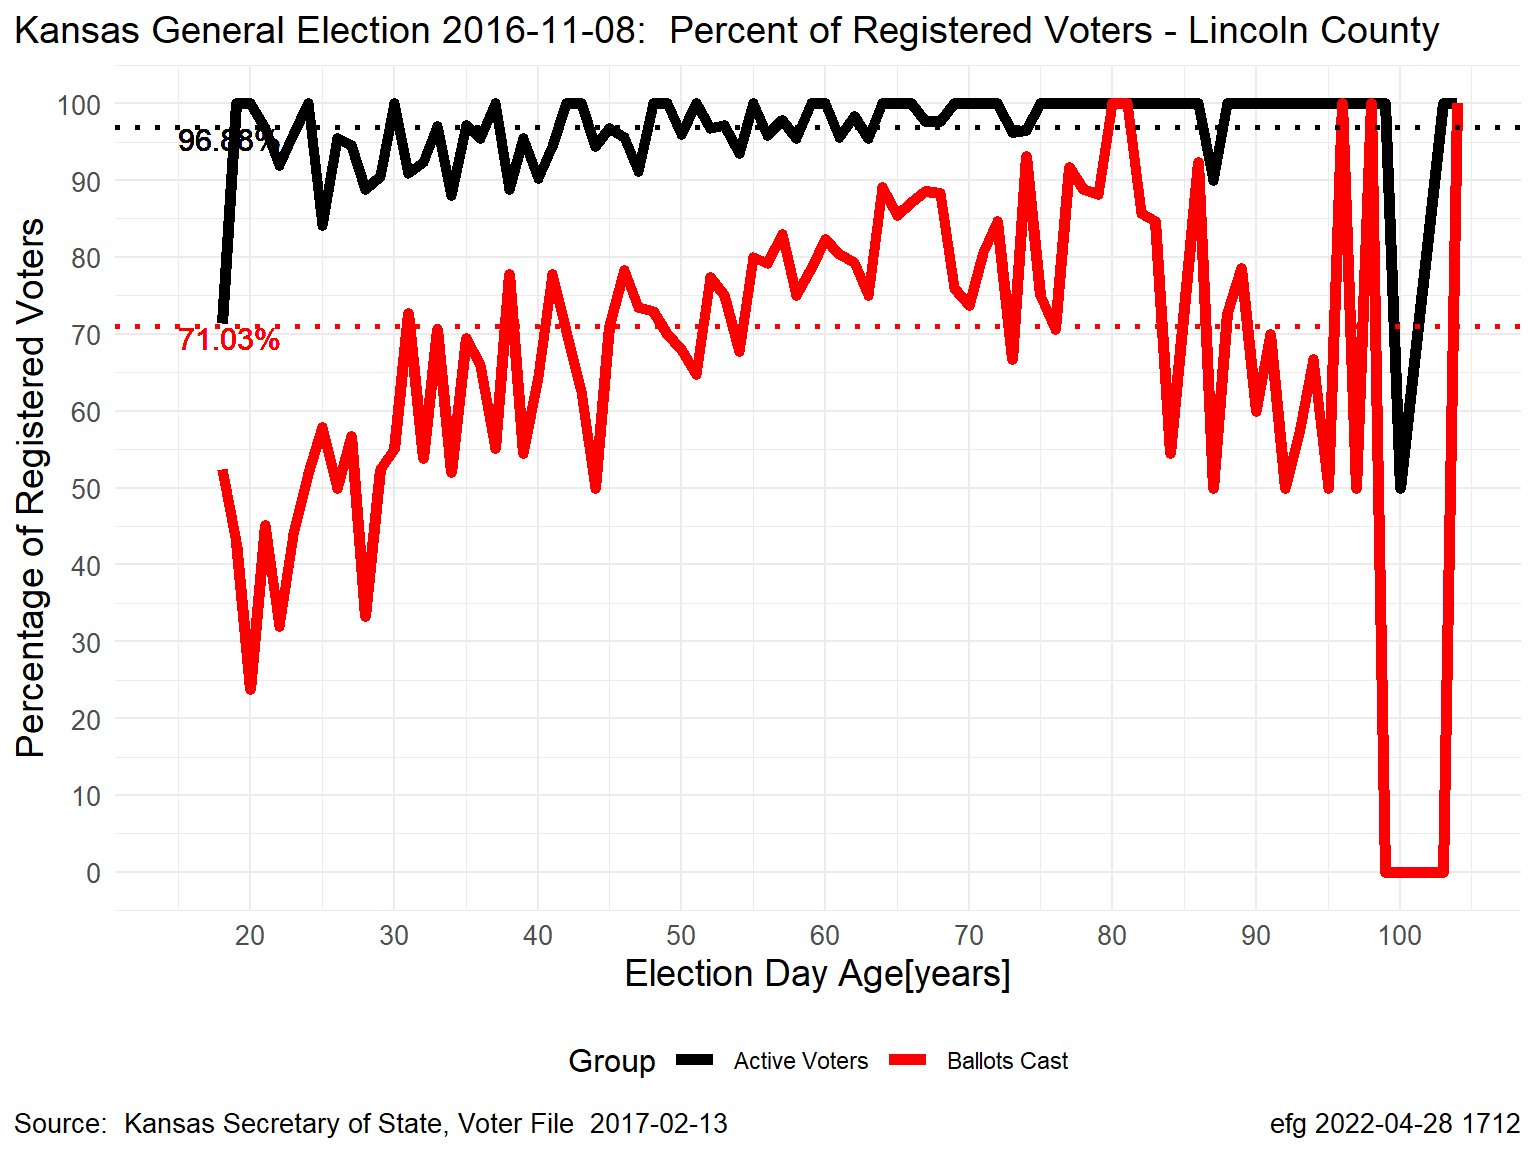 Kansas General Election 2016-11-08:  Percent of Registered Voters - Lincoln County
Percentage of Registered Voters
100
90
80
70
60
50
40
30
20
10
0
96.88%
71.03%
20 30 40 50 60 70 80 90 100
Election Day Age[years]
Group Active Voters Ballots Cast
Source:  Kansas Secretary of State, Voter File  2017-02-13
efg 2022-04-28 1712